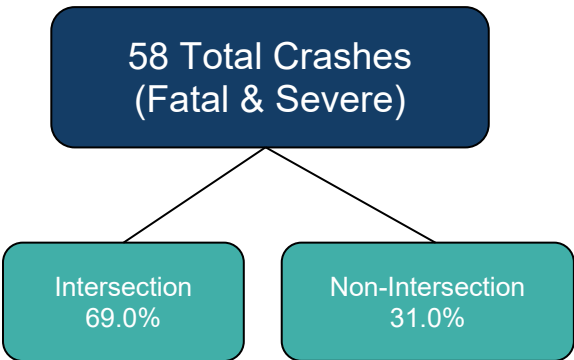 58 Total Crashes
(Fatal & Severe)
Intersection
69.0%
Non-Intersection
31.0%